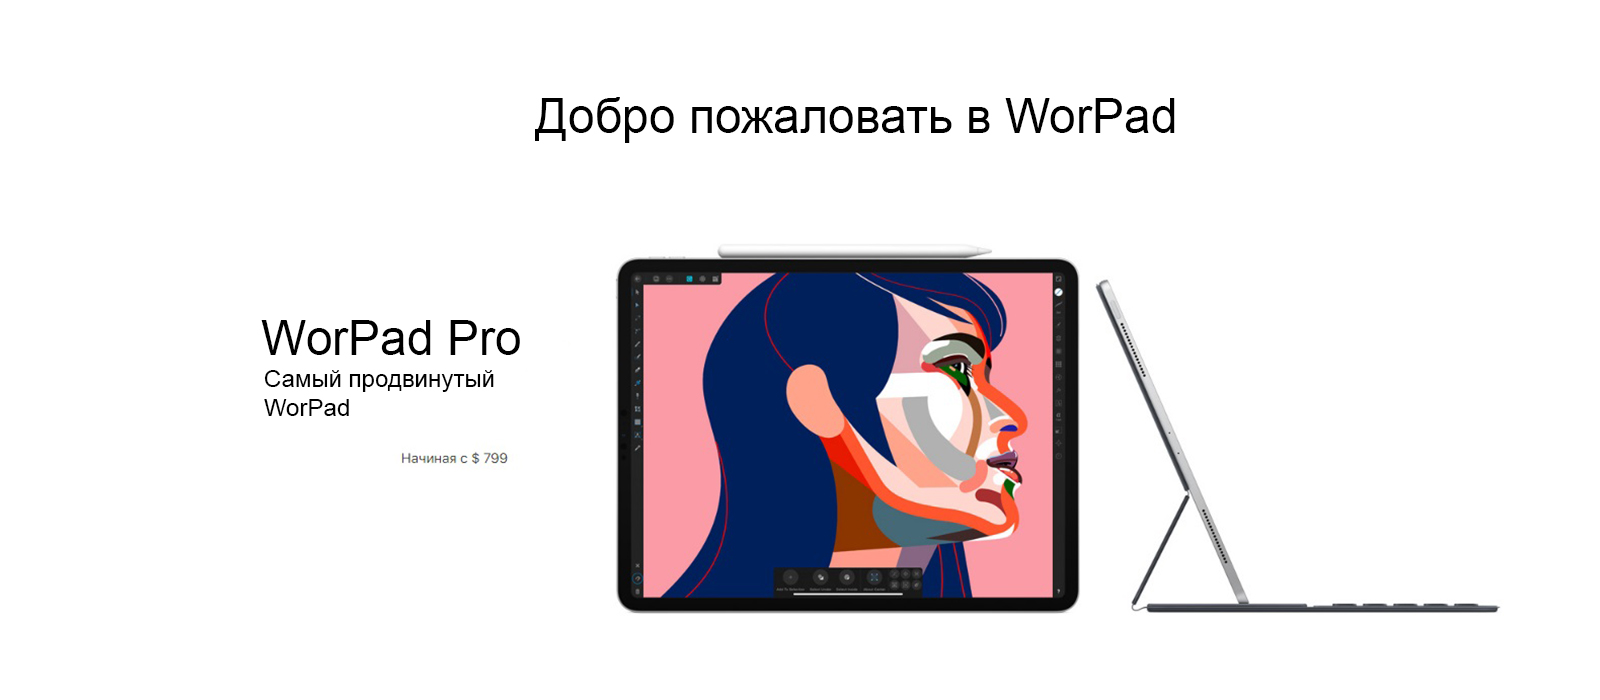 Добро пожаловать в WorPad
WorPad Pro
Самый продвинутый
WorPad
Начиная с $ 799